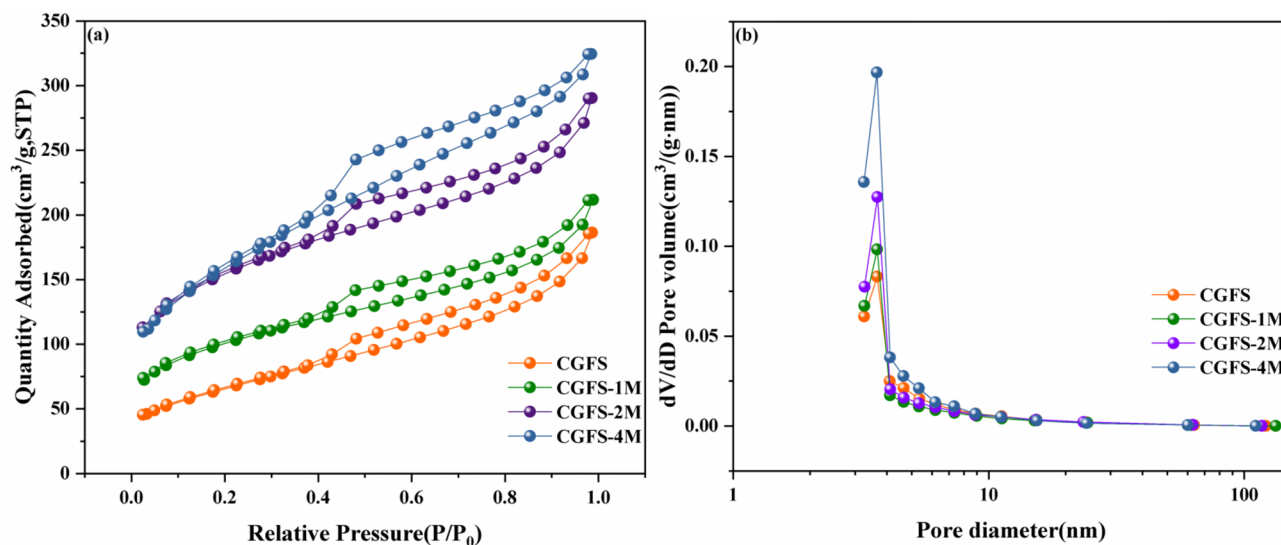 (a)
350
300
250
200
150
100
50
0
Quantity Adsorbed(cm³/g,STP)
0.0 0.2 0.4 0.6 0.8 1.0
Relative Pressure(P/P₀)
CGFS
CGFS-1M
CGFS-2M
CGFS-4M
(b)
0.20
0.15
0.10
0.05
0.00
dV/dD Pore volume(cm³/(g·nm))
1 10 100
Pore diameter(nm)
CGFS
CGFS-1M
CGFS-2M
CGFS-4M